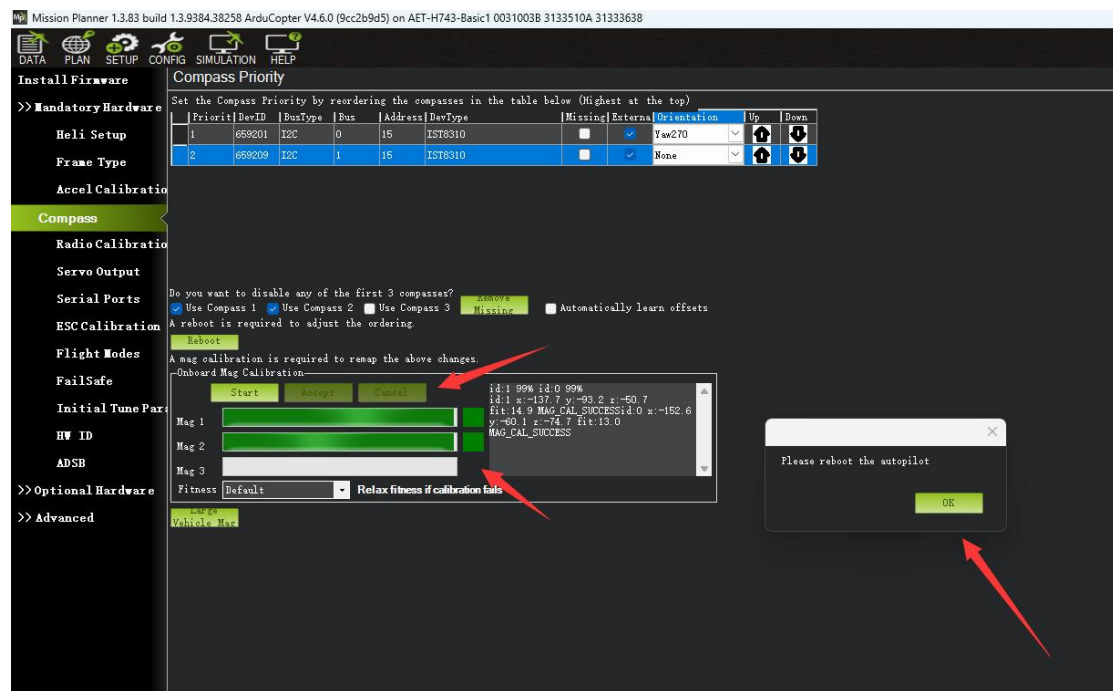 Mission Planner 1.3.83 build 1.3.9384.38258 ArduCopter V4.6.0 (9cc2b9d5) on AET-H743-Basic1 0031003B 3133510A 31333638
DATA PLAN SETUP CONFIG SIMULATION HELP
Install Firmware
Compass Priority
>> Mandatory Hardware
Set the Compass Priority by reordering the compasses in the table below (Highest at the top)
Priorit DevID BusType Bus Address DevType Missing Externa Orientation Up Down
1 659201 I2C 0 15 IST8310 Yaw270
2 659209 I2C 1 15 IST8310 None
Heli Setup
Frame Type
Accel Calibratio
Compass
Radio Calibratio
Servo Output
Serial Ports
ESC Calibration
Flight Modes
FailSafe
Initial Tune Par
HW ID
ADSB
>> Optional Hardware
>> Advanced
Do you want to disable any of the first 3 compasses?
Use Compass 1 Use Compass 2 Use Compass 3
Remove
Missing
Automatically learn offsets
A reboot is required to adjust the ordering.
Reboot
A mag calibration is required to remap the above changes.
Onboard Mag Calibration
Start Accept Cancel
id:1 99% id:0 99%
id:1 x:-137.7 y:-93.2 z:-50.7
fit:14.9 MAG_CAL_SUCCESSid:0 x:-152.6
y:-60.1 z:-74.7 fit:13.0
MAG_CAL_SUCCESS
Mag 1
Mag 2
Mag 3
Fitness Default Relax fitness if calibration fails
Large
Vehicle Mag
Please reboot the autopilot
OK